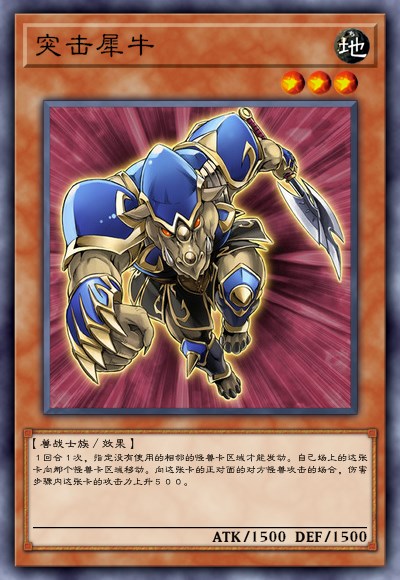 突击犀牛
地
【兽战士族／效果】
１回合１次，指定没有使用的相邻的怪兽卡区域才能发动。自己场上的这张
卡向那个怪兽卡区域移动。向这张卡的正对面的对方怪兽攻击的场合，伤害
步骤内这张卡的攻击力上升５００。
ATK/1500 DEF/1500